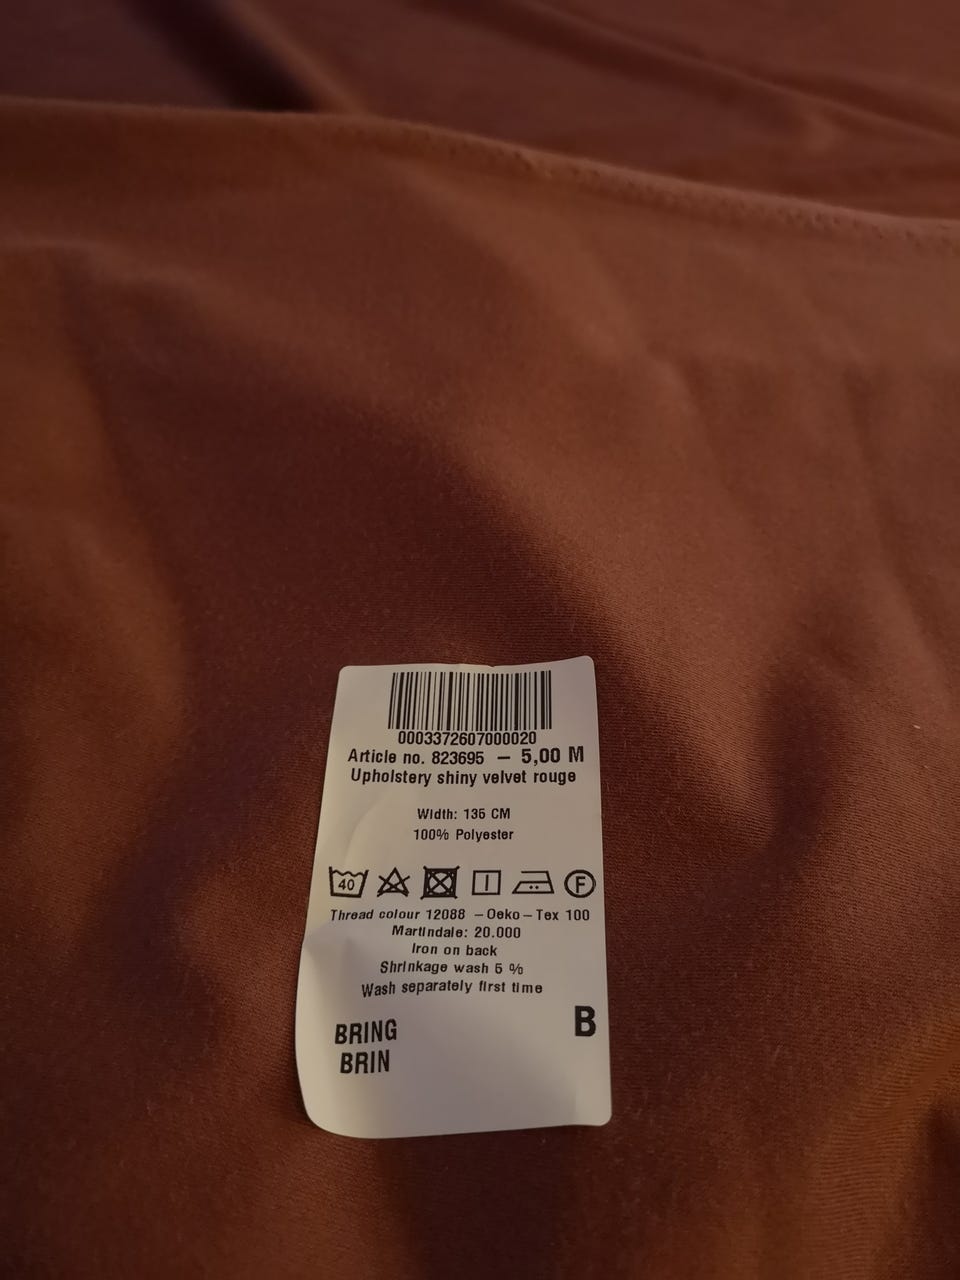 0003372607000020
Article no. 823695 – 5,00 M
Upholstery shiny velvet rouge
Width: 135 CM
100% Polyester
40 F
Thread colour 12088 – Oeko-Tex 100
Martindale: 20.000
Iron on back
Shrinkage wash 5 %
Wash separately first time
BRING B
BRIN